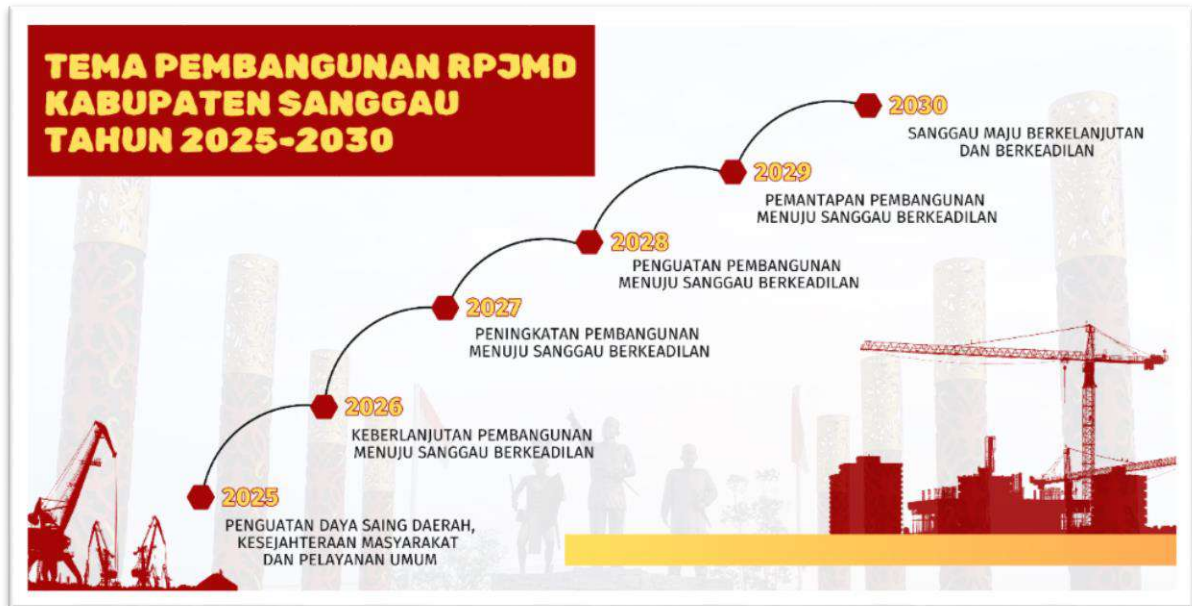 TEMA PEMBANGUNAN RPJMD
KABUPATEN SANGGAU
TAHUN 2025-2030
2030
SANGGAU MAJU BERKELANJUTAN
DAN BERKEADILAN
2029
PEMANTAPAN PEMBANGUNAN
MENUJU SANGGAU BERKEADILAN
2028
PENGUATAN PEMBANGUNAN
MENUJU SANGGAU BERKEADILAN
2027
PENINGKATAN PEMBANGUNAN
MENUJU SANGGAU BERKEADILAN
2026
KEBERLANJUTAN PEMBANGUNAN
MENUJU SANGGAU BERKEADILAN
2025
PENGUATAN DAYA SAING DAERAH,
KESEJAHTERAAN MASYARAKAT
DAN PELAYANAN UMUM